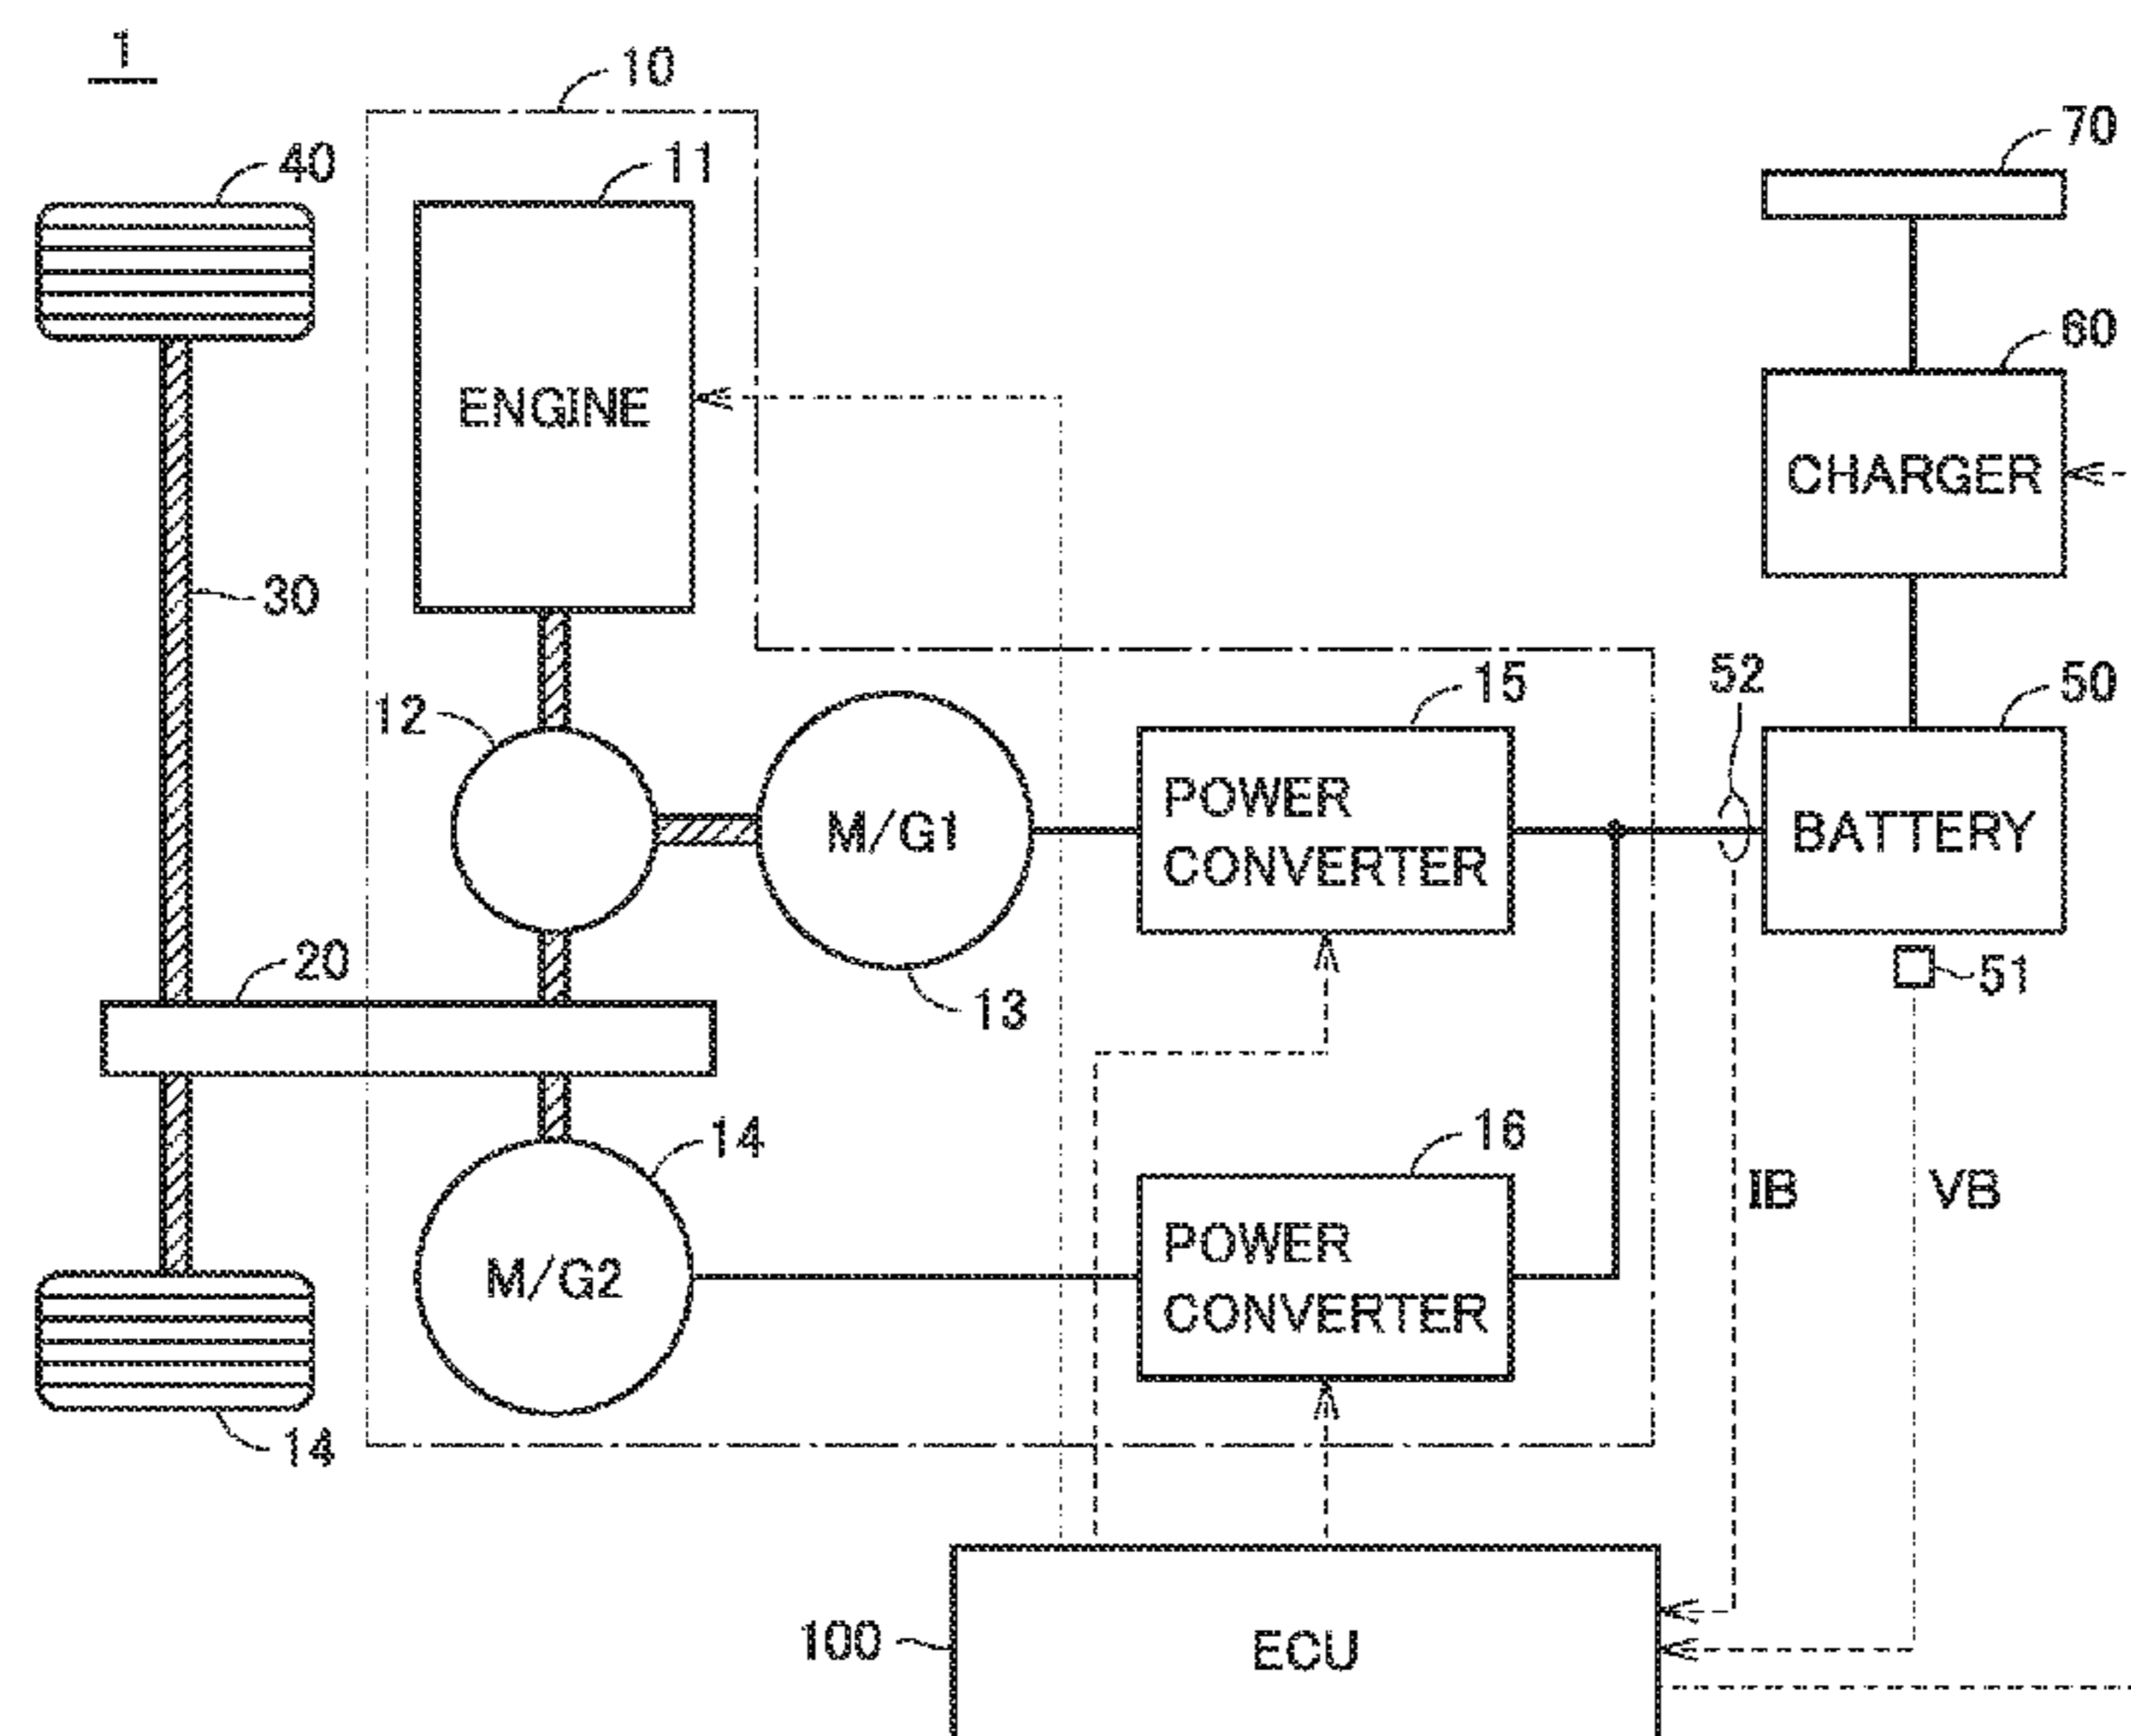 1
10
70
40
11
60
ENGINE
CHARGER
30
52
15
50
12
M/G1
POWER
CONVERTER
BATTERY
20
51
13
14
16
IB
VB
M/G2
POWER
CONVERTER
14
100
ECU